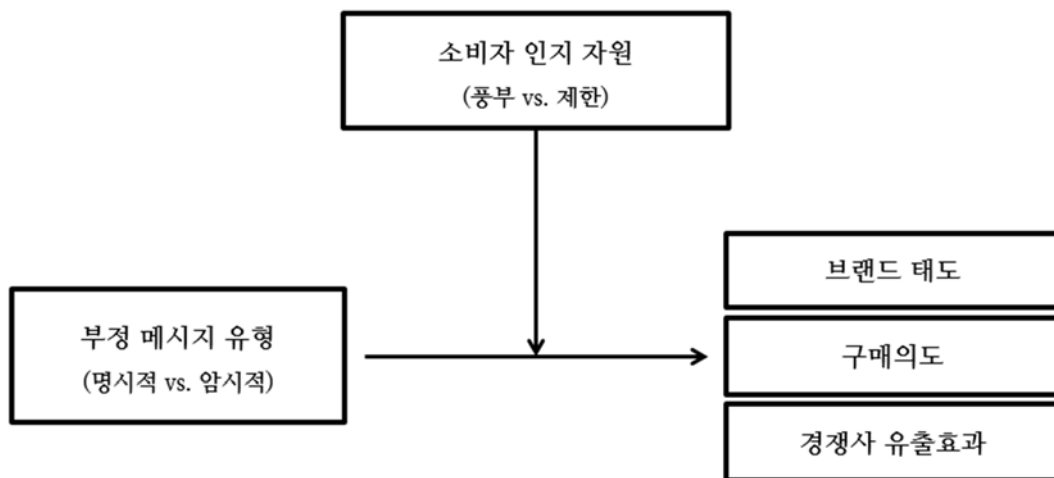 소비자 인지 자원
(풍부 vs. 제한)
부정 메시지 유형
(명시적 vs. 암시적)
브랜드 태도
구매의도
경쟁사 유출효과